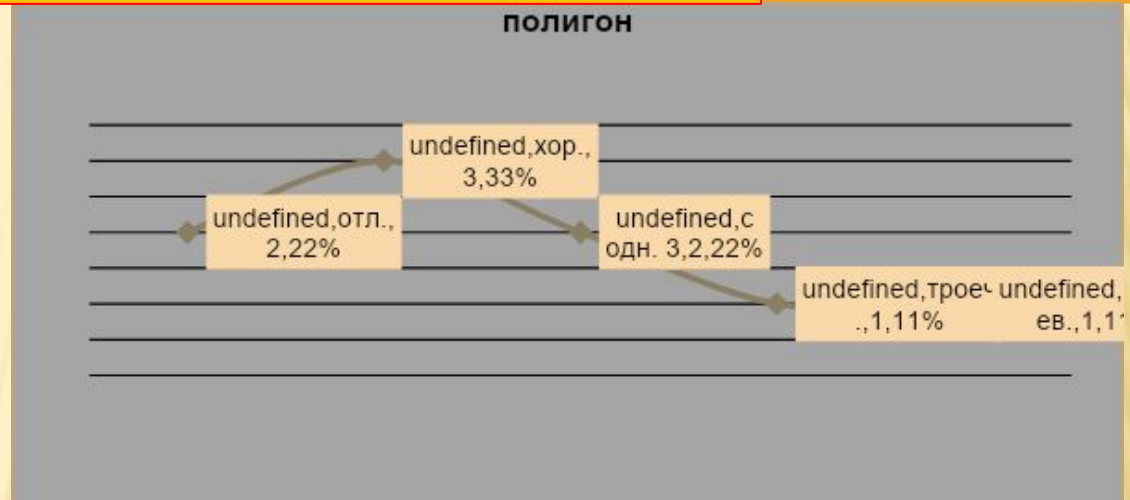 полигон
undefined,хор.,
3,33%
undefined,отл.,
2,22%
undefined,с
одн. 3,2,22%
undefined,троеч
.,1,11%
undefined,
ев.,1,1